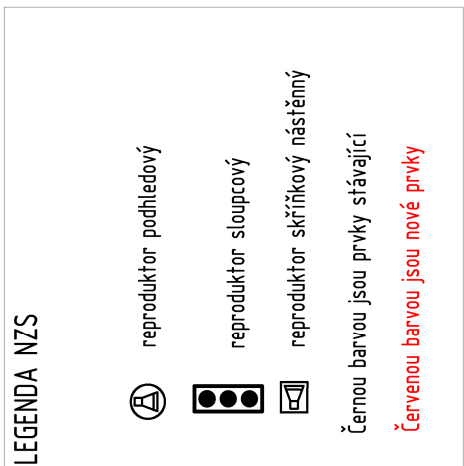 LEGENDA NZS
reproduktor podhledový
reproduktor sloupcový
reproduktor skříňkový nástěnný
Černou barvou jsou prvky stávající
Červenou barvou jsou nové prvky